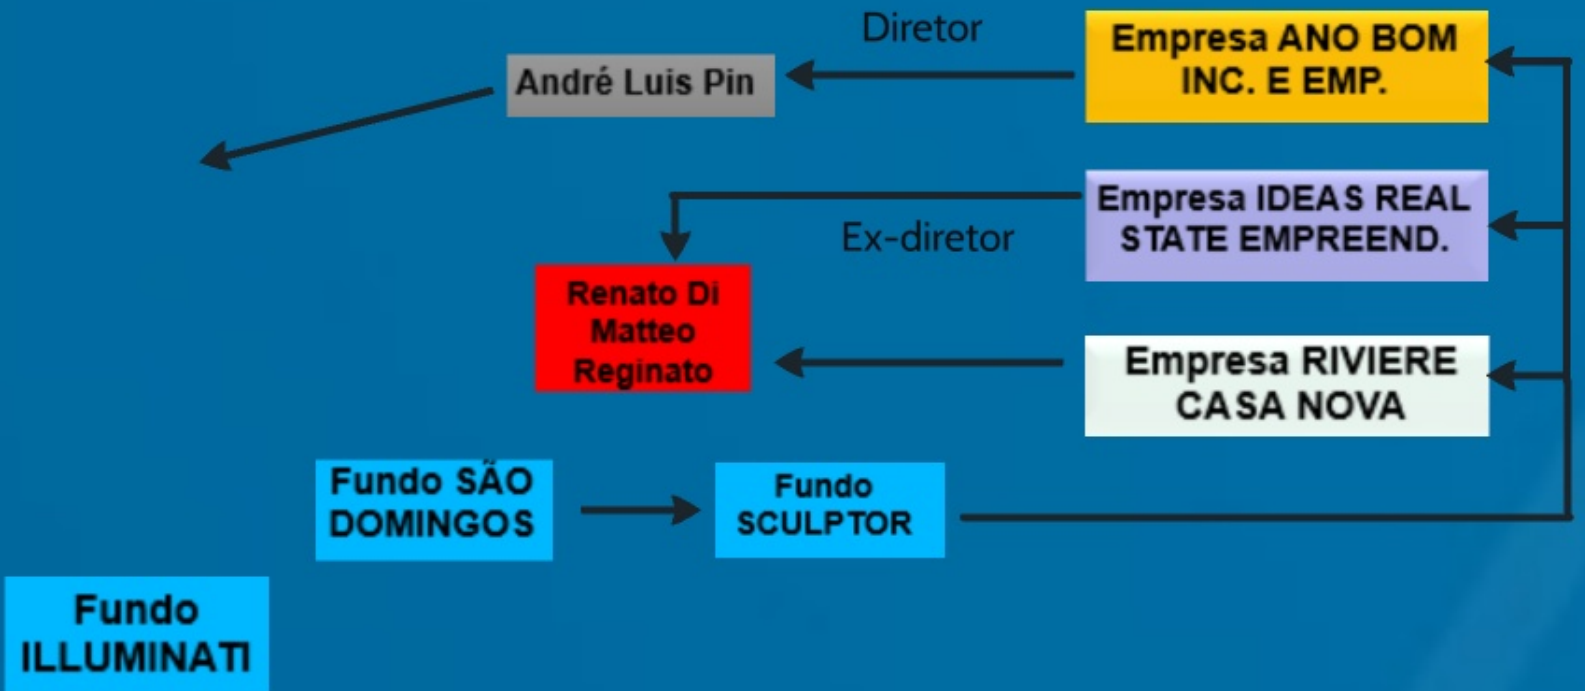 Diretor
Empresa ANO BOM
INC. E EMP.
André Luis Pin
Empresa IDEAS REAL
STATE EMPREEND.
Ex-diretor
Renato Di
Matteo
Reginato
Empresa RIVIERE
CASA NOVA
Fundo SÃO
DOMINGOS
Fundo
SCULPTOR
Fundo
ILLUMINATI